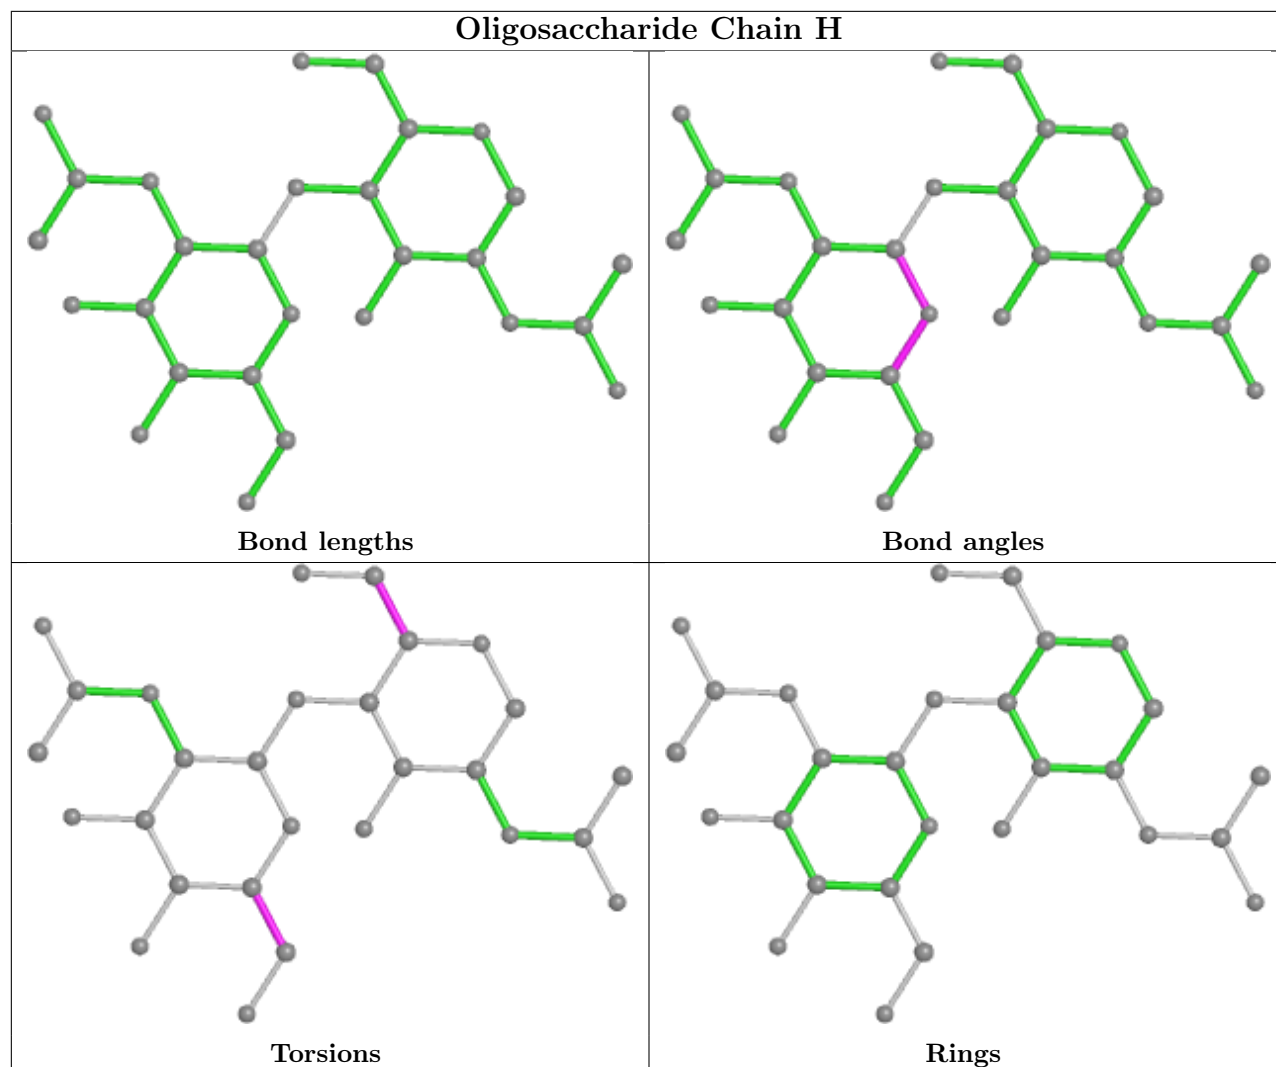 Oligosaccharide Chain H
Bond lengths
Bond angles
Torsions
Rings